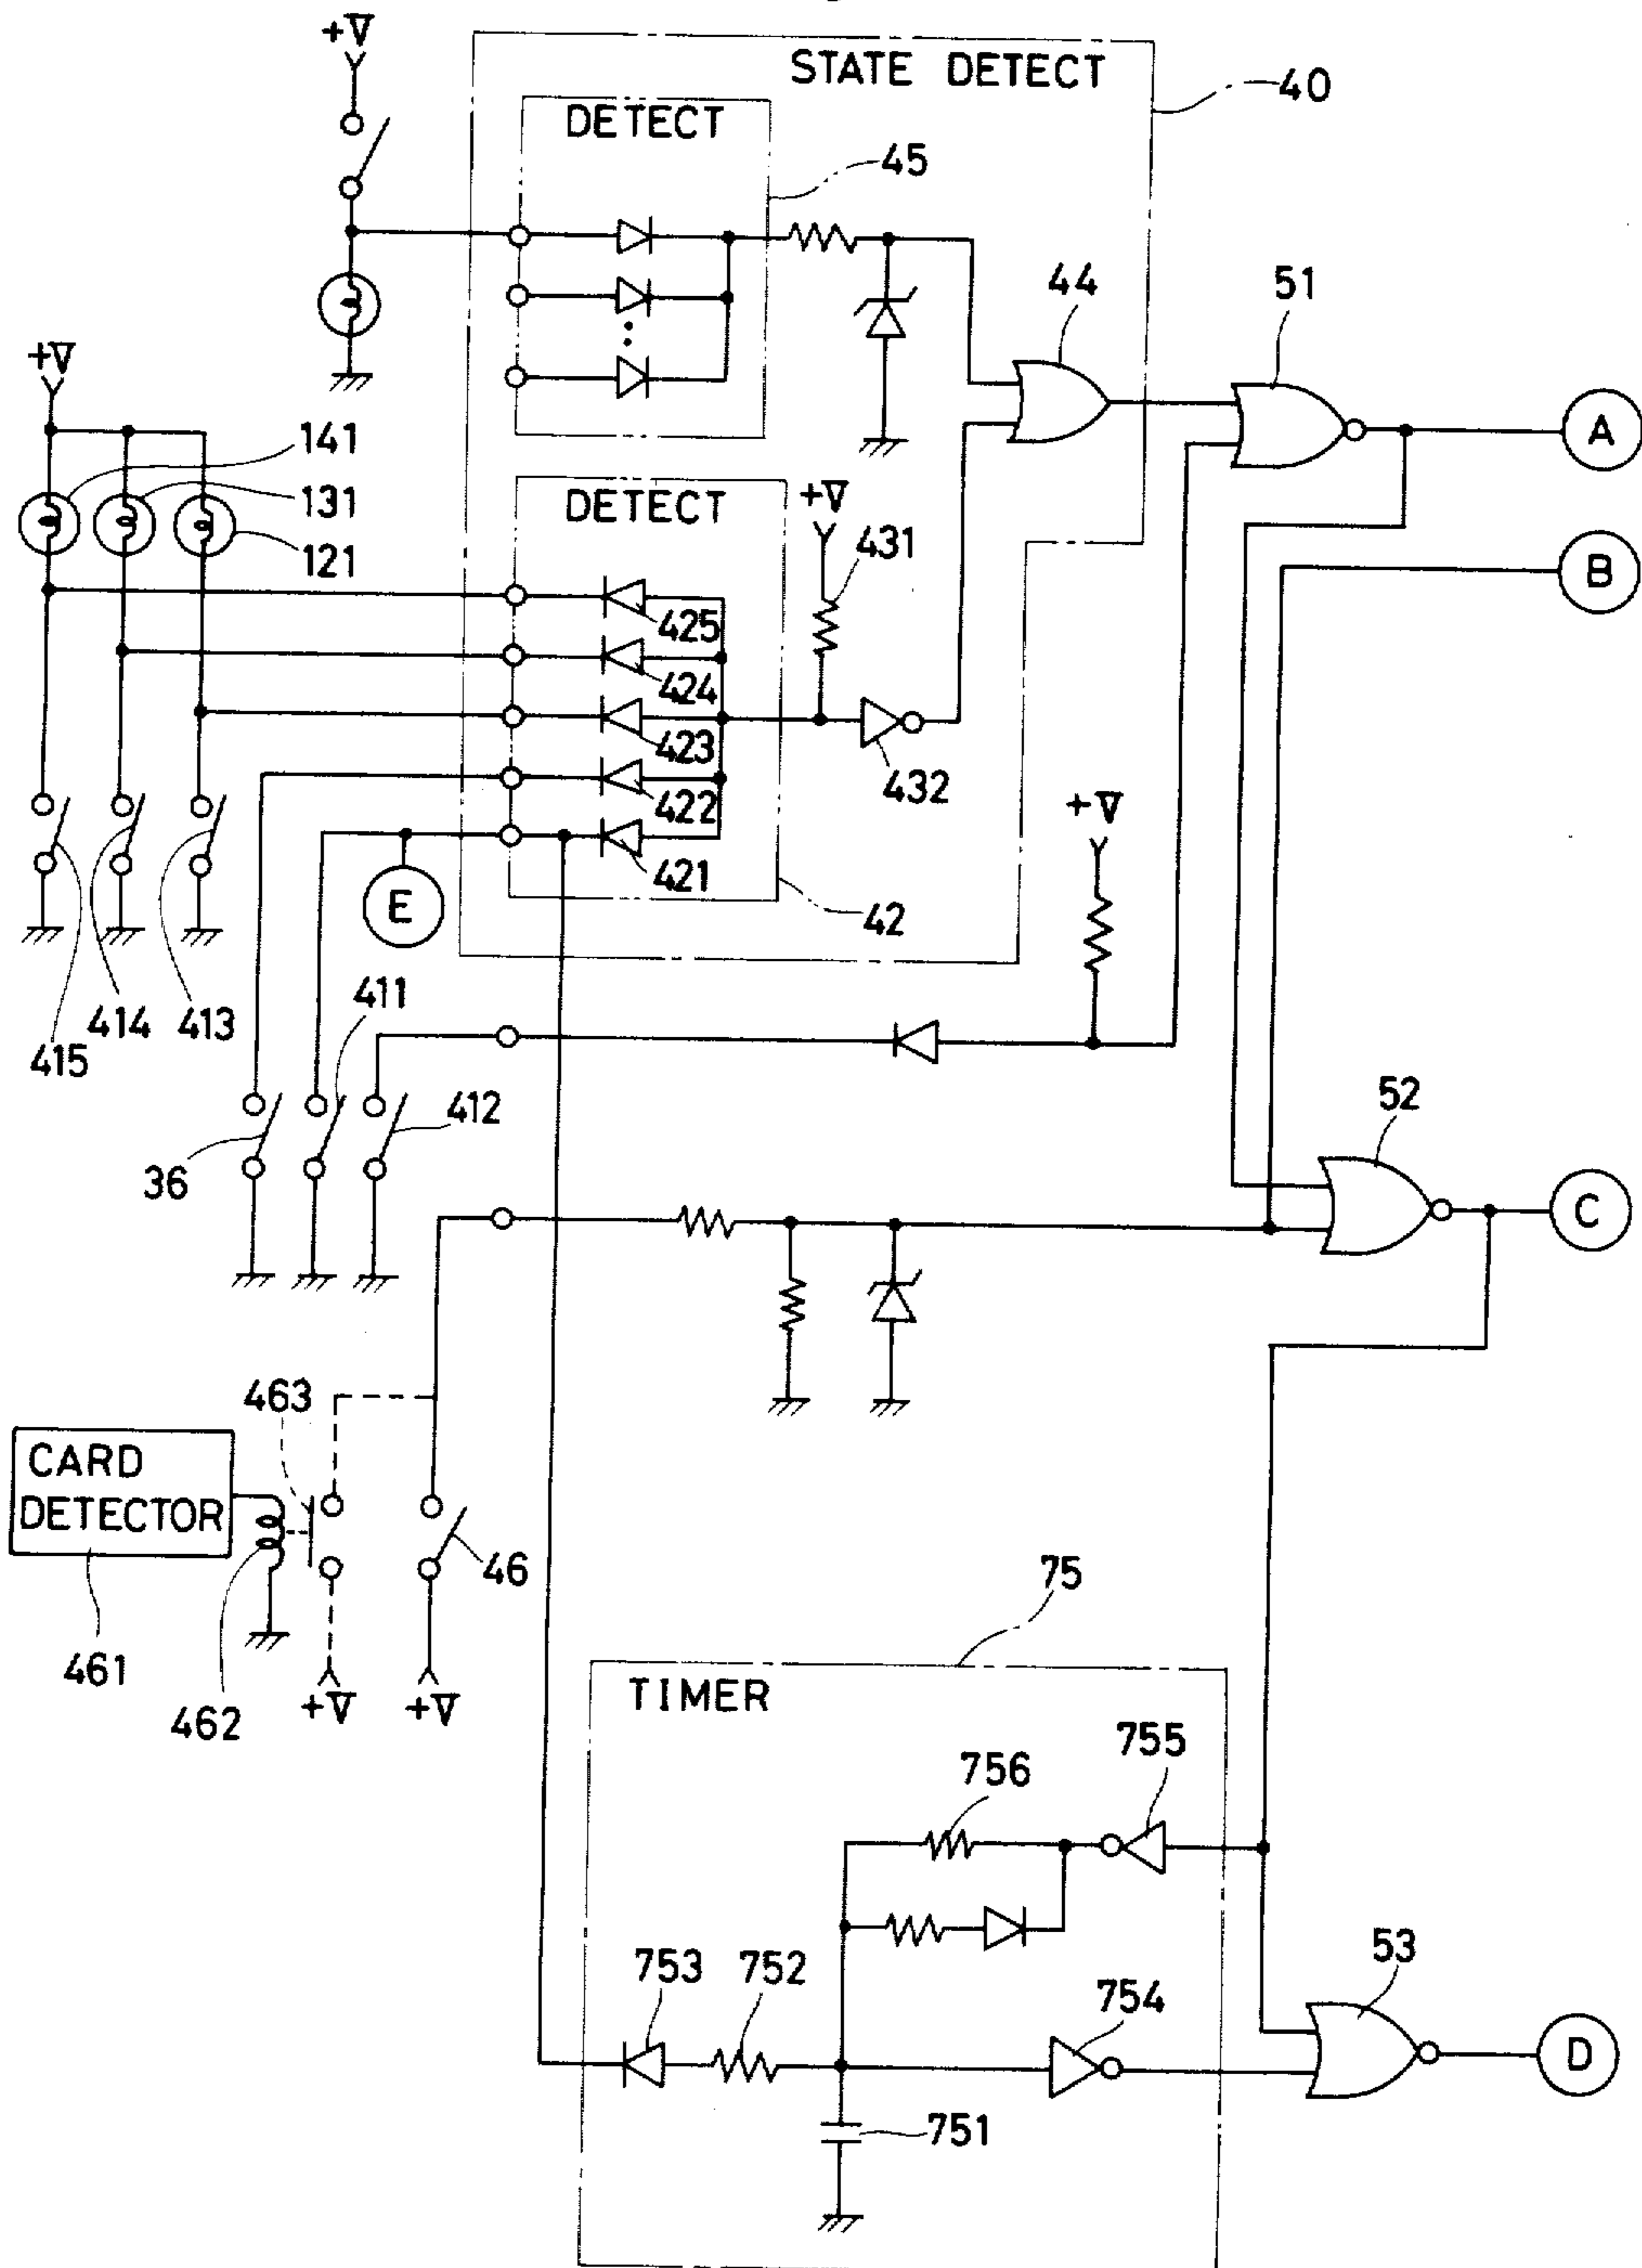 +V
STATE DETECT
40
DETECT
45
44
51
+V
141
131
121
A
DETECT
+V
431
B
425
424
423
422
421
432
+V
E
42
415
414
413
411
412
36
52
C
463
CARD
DETECTOR
46
461
462
+V
+V
75
TIMER
755
756
753
752
754
53
D
751